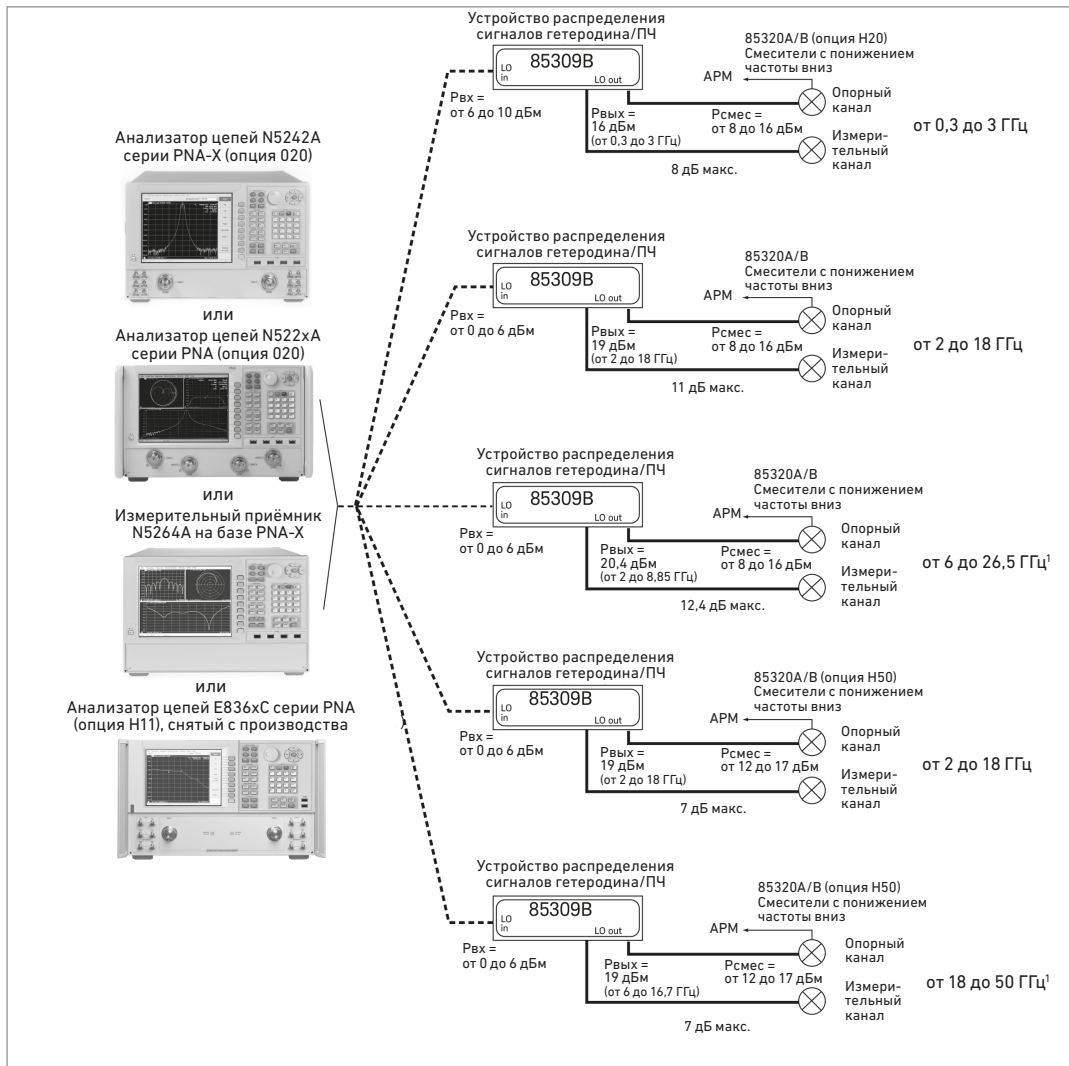 Анализатор цепей N5242A
серии PNA-X (опция 020)
или
Анализатор цепей N522xA
серии PNA (опция 020)
или
Измерительный приёмник
N5264A на базе PNA-X
или
Анализатор цепей E836xC серии PNA
(опция H11), снятый с производства
Устройство распределения
сигналов гетеродина/ПЧ
85309B
LO
in
LO out
Pвх =
от 6 до 10 дБм
Pвых =
16 дБм
(от 0,3 до 3 ГГц)
8 дБ макс.
Pсмес =
от 8 до 16 дБм
85320A/B (опция H20)
Смесители с понижением
частоты вниз
АРМ
Опорный
канал
Измери-
тельный
канал
от 0,3 до 3 ГГц
Устройство распределения
сигналов гетеродина/ПЧ
85309B
LO
in
LO out
Pвх =
от 0 до 6 дБм
Pвых =
19 дБм
(от 2 до 18 ГГц)
11 дБ макс.
Pсмес =
от 8 до 16 дБм
85320A/B
Смесители с понижением
частоты вниз
АРМ
Опорный
канал
Измери-
тельный
канал
от 2 до 18 ГГц
Устройство распределения
сигналов гетеродина/ПЧ
85309B
LO
in
LO out
Pвх =
от 0 до 6 дБм
Pвых =
20,4 дБм
(от 2 до 8,85 ГГц)
12,4 дБ макс.
Pсмес =
от 8 до 16 дБм
85320A/B
Смесители с понижением
частоты вниз
АРМ
Опорный
канал
Измери-
тельный
канал
от 6 до 26,5 ГГц¹
Устройство распределения
сигналов гетеродина/ПЧ
85309B
LO
in
LO out
Pвх =
от 0 до 6 дБм
Pвых =
19 дБм
(от 2 до 18 ГГц)
7 дБ макс.
Pсмес =
от 12 до 17 дБм
85320A/B (опция H50)
Смесители с понижением
частоты вниз
АРМ
Опорный
канал
Измери-
тельный
канал
от 2 до 18 ГГц
Устройство распределения
сигналов гетеродина/ПЧ
85309B
LO
in
LO out
Pвх =
от 0 до 6 дБм
Pвых =
19 дБм
(от 6 до 16,7 ГГц)
7 дБ макс.
Pсмес =
от 12 до 17 дБм
85320A/B (опция H50)
Смесители с понижением
частоты вниз
АРМ
Опорный
канал
Измери-
тельный
канал
от 18 до 50 ГГц¹